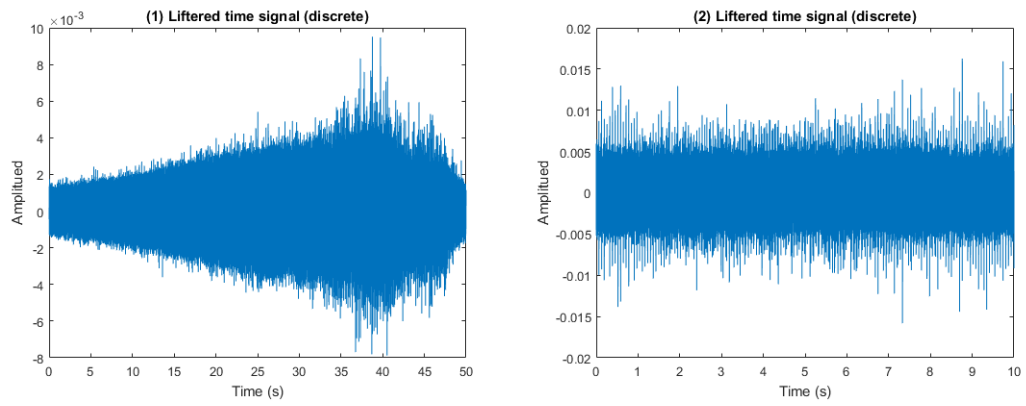 (1) Liftered time signal (discrete)
×10⁻³
10
8
6
4
2
0
-2
-4
-6
-8
Amplitued
0 5 10 15 20 25 30 35 40 45 50
Time (s)
(2) Liftered time signal (discrete)
0.02
0.015
0.01
0.005
0
-0.005
-0.01
-0.015
-0.02
Amplitued
0 1 2 3 4 5 6 7 8 9 10
Time (s)